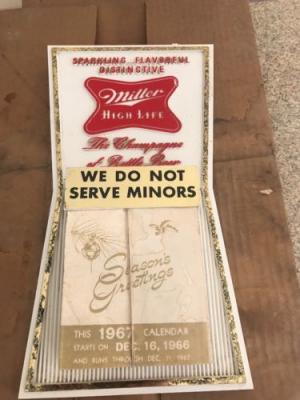 SPARKLING FLAVORFUL
DISTINCTIVE
Miller
HIGH LIFE
The Champagne
of Bottle Beer
WE DO NOT
SERVE MINORS
Season's
Greetings
THIS 1967 CALENDAR
STARTS ON DEC. 16, 1966
AND RUNS THROUGH DEC. 1967